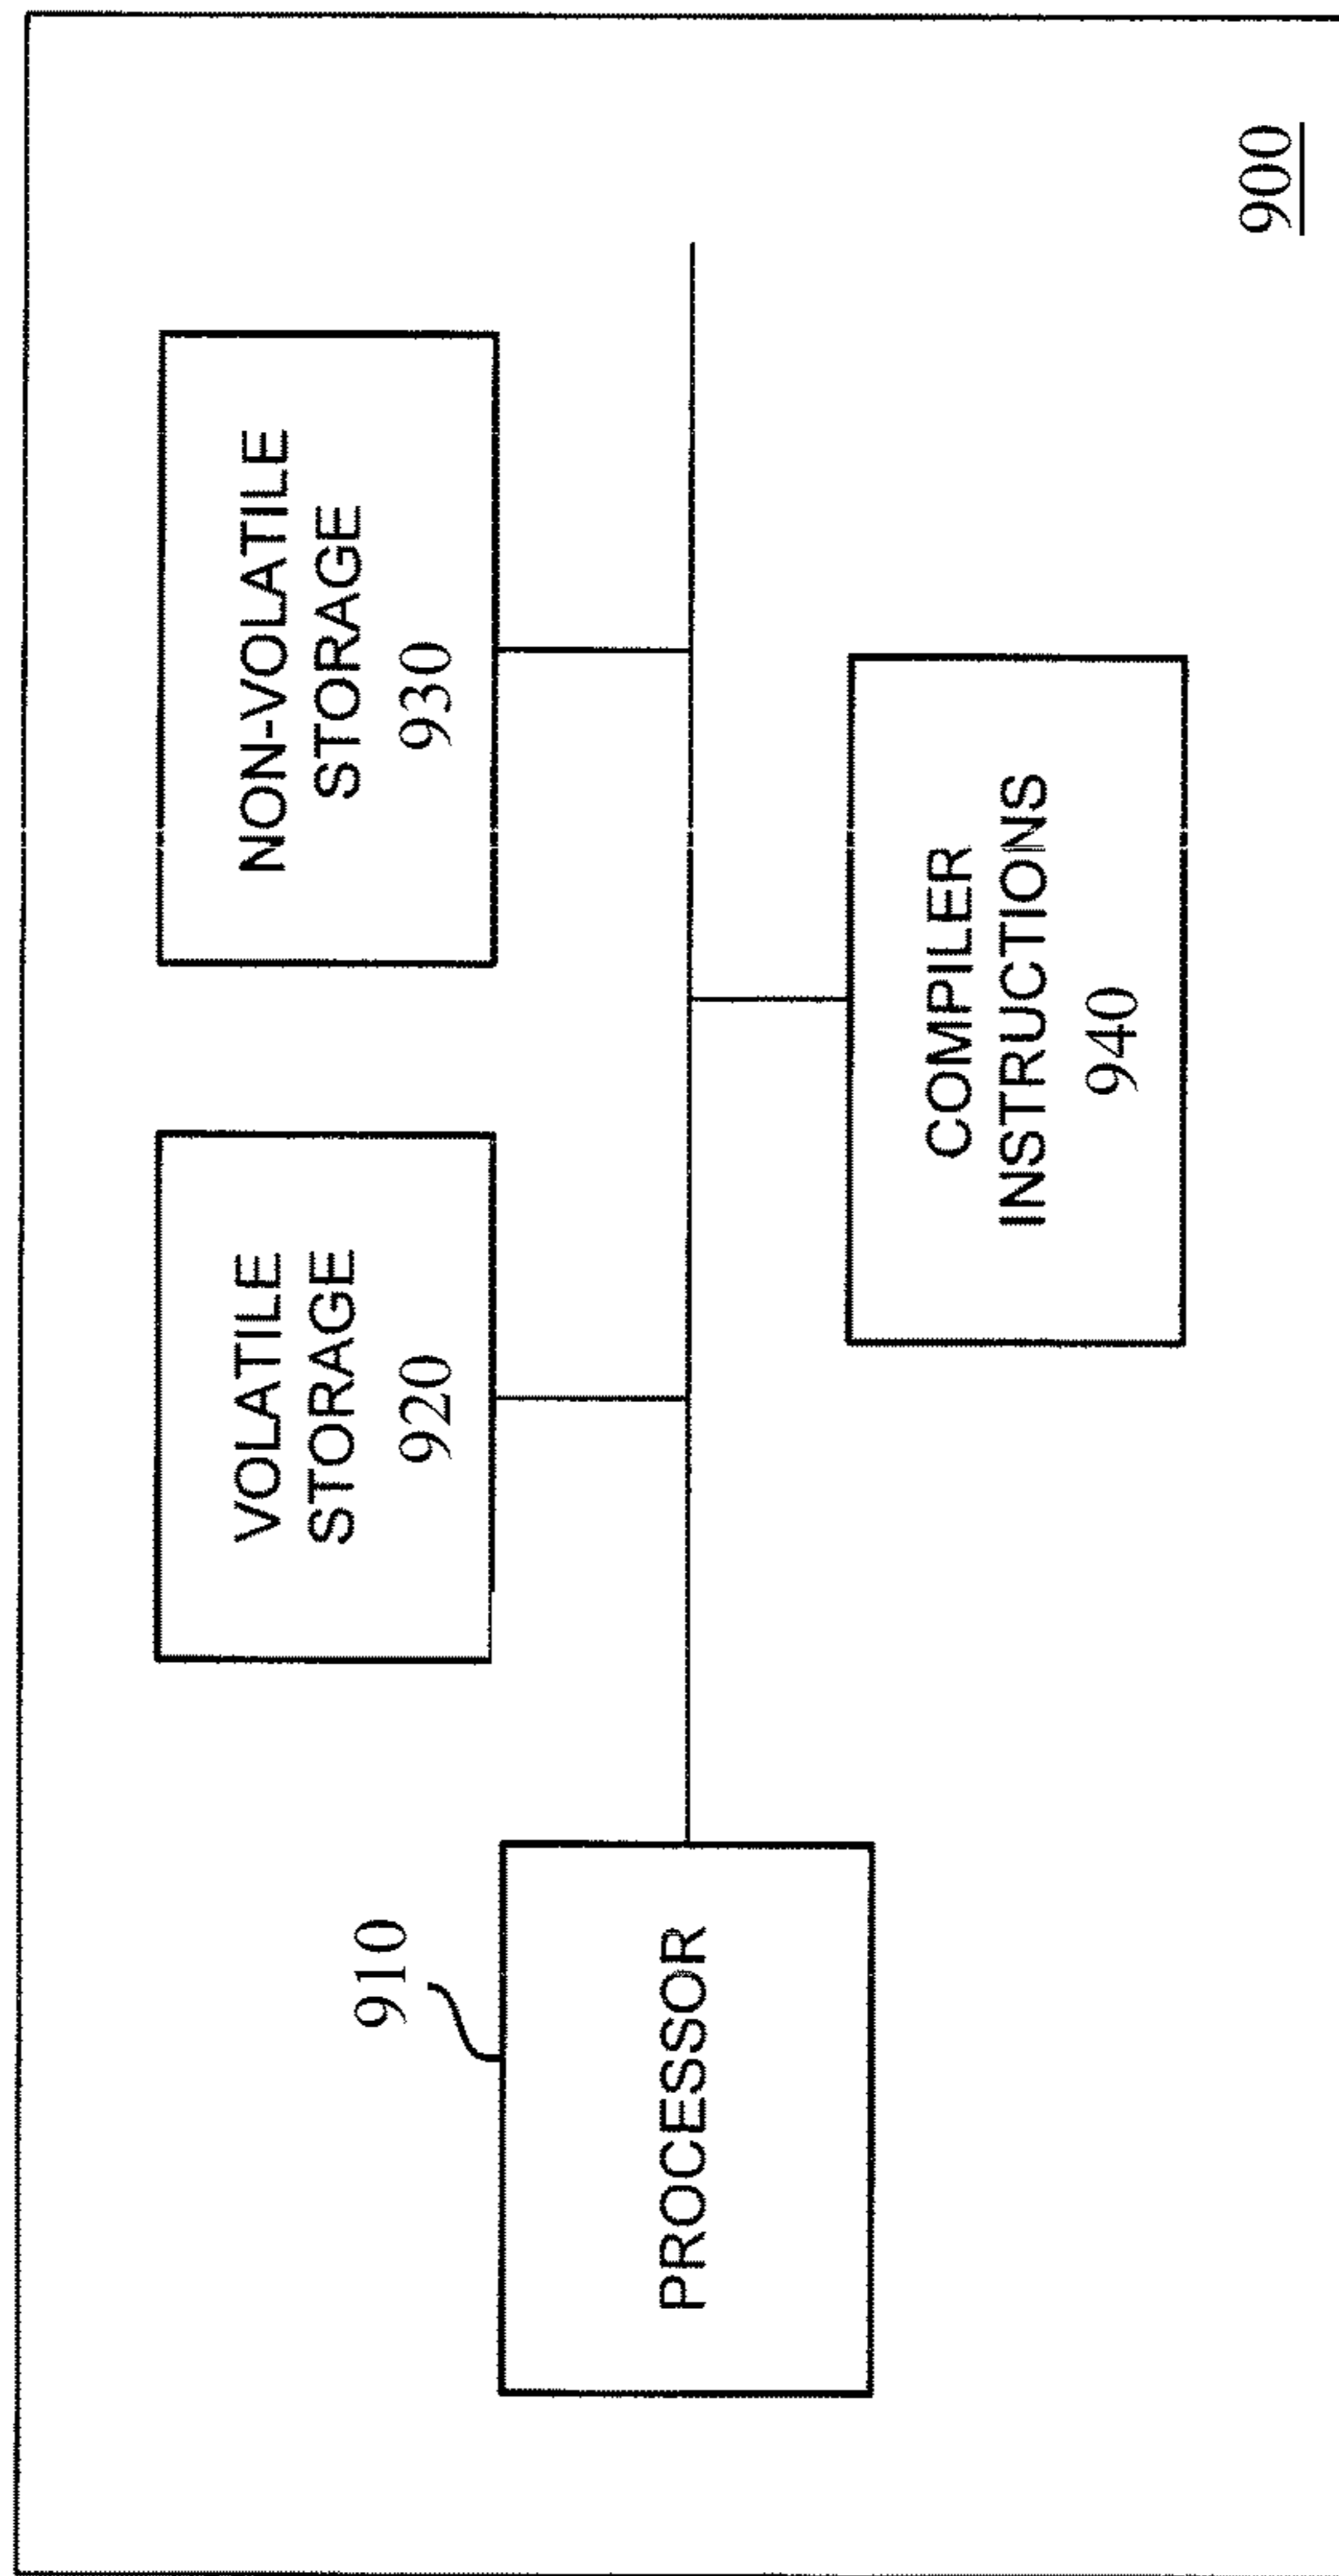 910
PROCESSOR
VOLATILE
STORAGE
920
NON-VOLATILE
STORAGE
930
COMPILER
INSTRUCTIONS
940
900